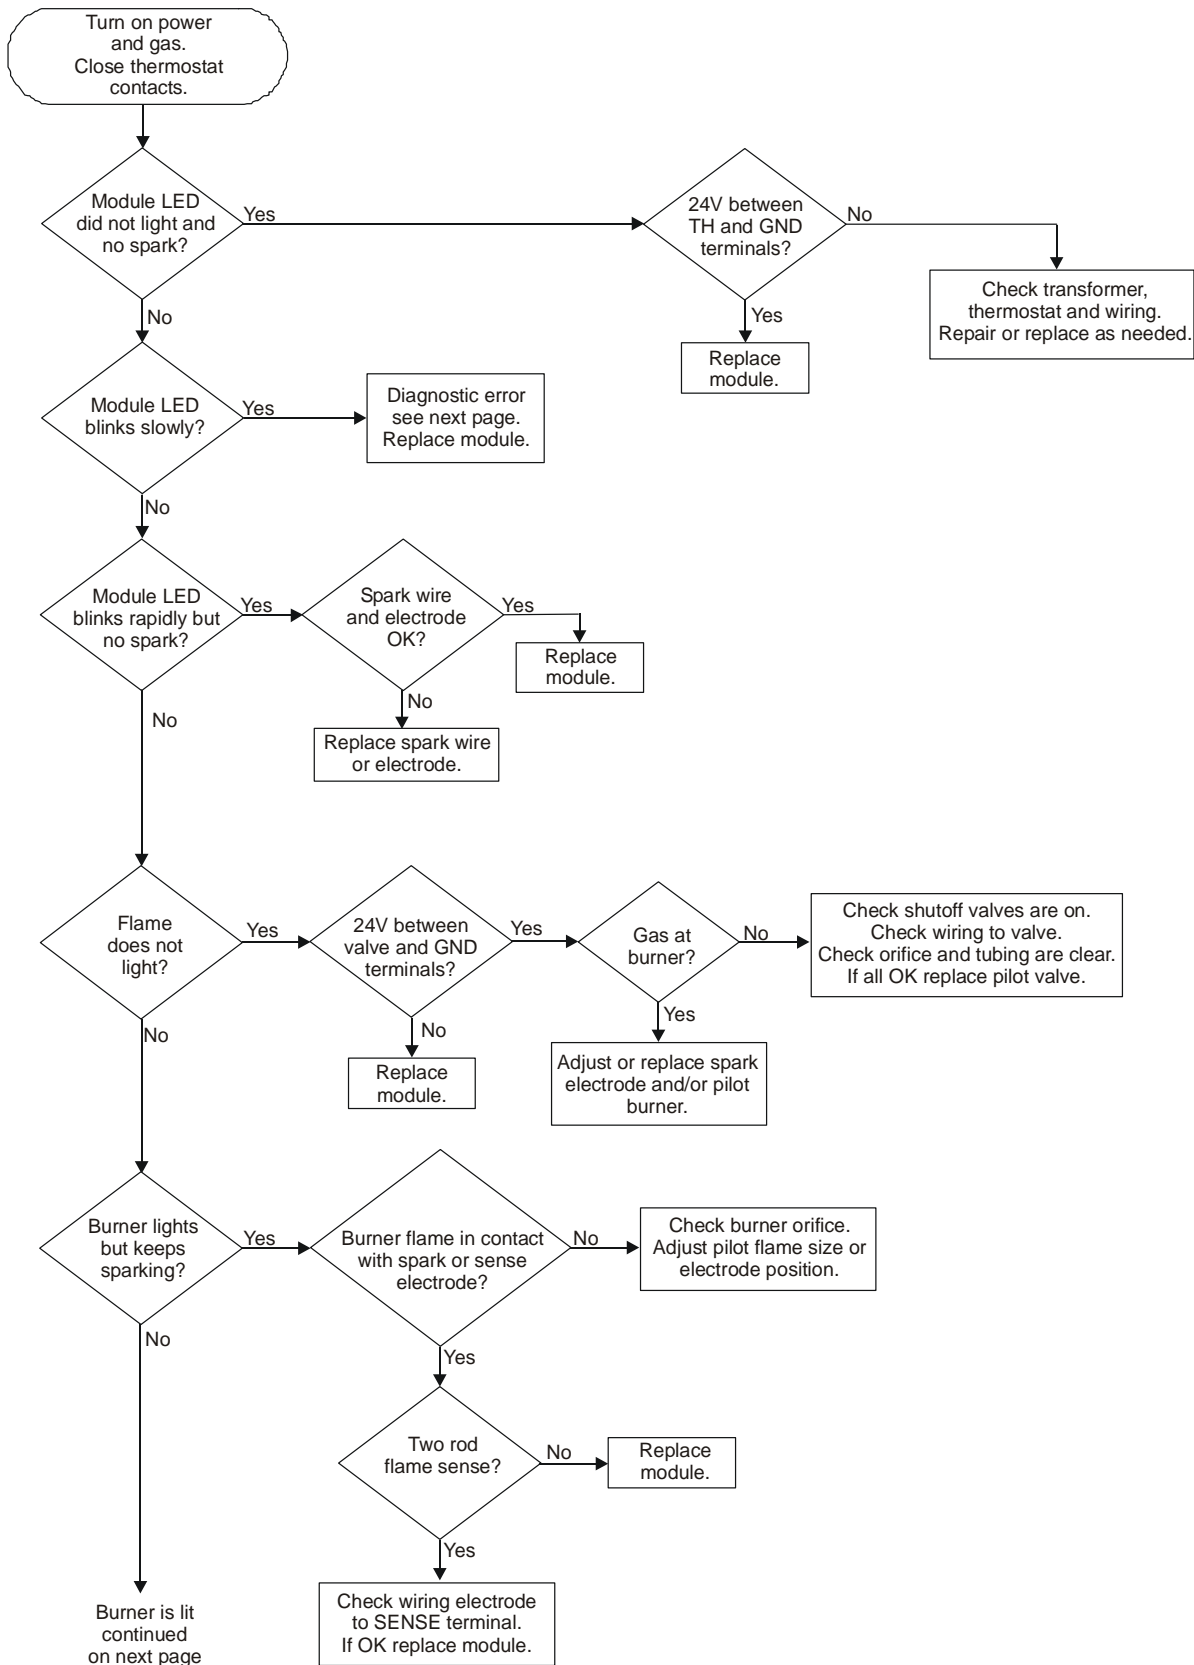 Turn on power
and gas.
Close thermostat
contacts.
Module LED
did not light and
no spark?
Yes
24V between
TH and GND
terminals?
No
Check transformer,
thermostat and wiring.
Repair or replace as needed.
Yes
Replace
module.
No
Module LED
blinks slowly?
Yes
Diagnostic error
see next page.
Replace module.
No
Module LED
blinks rapidly but
no spark?
Yes
Spark wire
and electrode
OK?
Yes
Replace
module.
No
Replace spark wire
or electrode.
No
Flame
does not
light?
Yes
24V between
valve and GND
terminals?
Yes
Gas at
burner?
No
Check shutoff valves are on.
Check wiring to valve.
Check orifice and tubing are clear.
If all OK replace pilot valve.
Yes
Adjust or replace spark
electrode and/or pilot
burner.
No
Replace
module.
No
Burner lights
but keeps
sparking?
Yes
Burner flame in contact
with spark or sense
electrode?
No
Check burner orifice.
Adjust pilot flame size or
electrode position.
Yes
Two rod
flame sense?
No
Replace
module.
Yes
Check wiring electrode
to SENSE terminal.
If OK replace module.
No
Burner is lit
continued
on next page